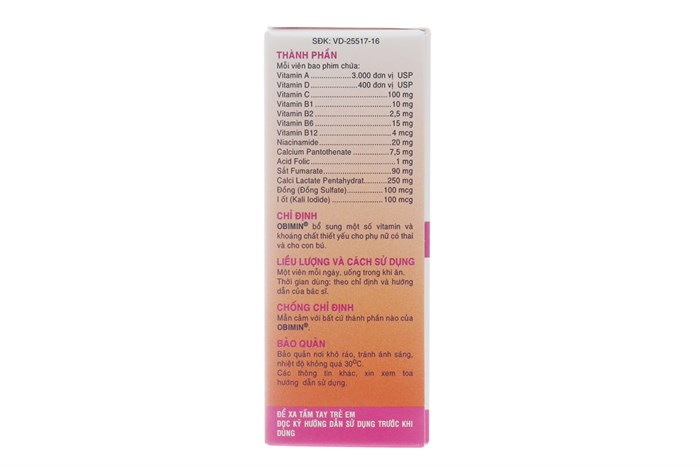 SĐK: VD-25517-16
THÀNH PHẦN
Mỗi viên bao phim chứa:
Vitamin A....................3.000 đơn vị USP
Vitamin D....................400 đơn vị USP
Vitamin C....................100 mg
Vitamin B1....................10 mg
Vitamin B2....................2,5 mg
Vitamin B6....................15 mg
Vitamin B12....................4 mcg
Niacinamide....................20 mg
Calcium Pantothenate....................7,5 mg
Acid Folic....................1 mg
Sắt Fumarate....................90 mg
Calci Lactate Pentahydrat....................250 mg
Đồng (Đồng Sulfate)....................100 mcg
I ốt (Kali Iodide)....................100 mcg
CHỈ ĐỊNH
OBIMIN® bổ sung một số vitamin và
khoáng chất thiết yếu cho phụ nữ có thai
và cho con bú.
LIỀU LƯỢNG VÀ CÁCH SỬ DỤNG
Một viên mỗi ngày, uống trong khi ăn.
Thời gian dùng: theo chỉ định và hướng
dẫn của bác sĩ.
CHỐNG CHỈ ĐỊNH
Mẫn cảm với bất cứ thành phần nào của
OBIMIN®.
BẢO QUẢN
Bảo quản nơi khô ráo, tránh ánh sáng,
nhiệt độ không quá 30⁰C.
Các thông tin khác, xin xem toa
hướng dẫn sử dụng.
ĐỂ XA TẦM TAY TRẺ EM
ĐỌC KỸ HƯỚNG DẪN SỬ DỤNG TRƯỚC KHI
DÙNG